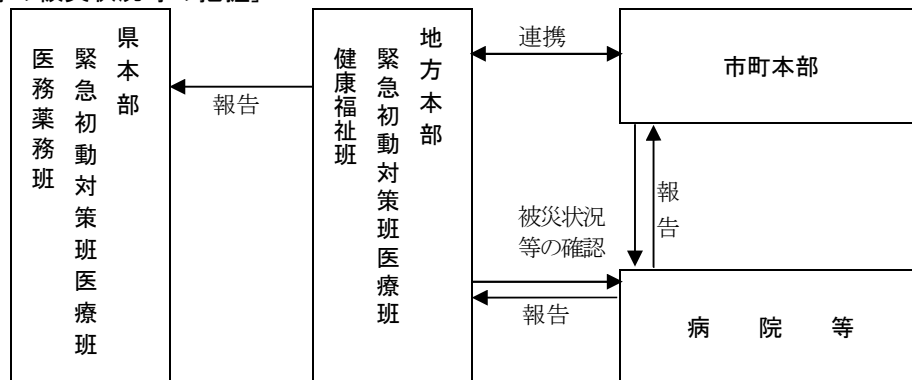 の被災状況等の把握］
県本部
緊急初動対策班医療班
医務薬務班
報告
地方本部
緊急初動対策班医療班
健康福祉班
連携
市町本部
被災状況
等の確認
報告
報告
病院等